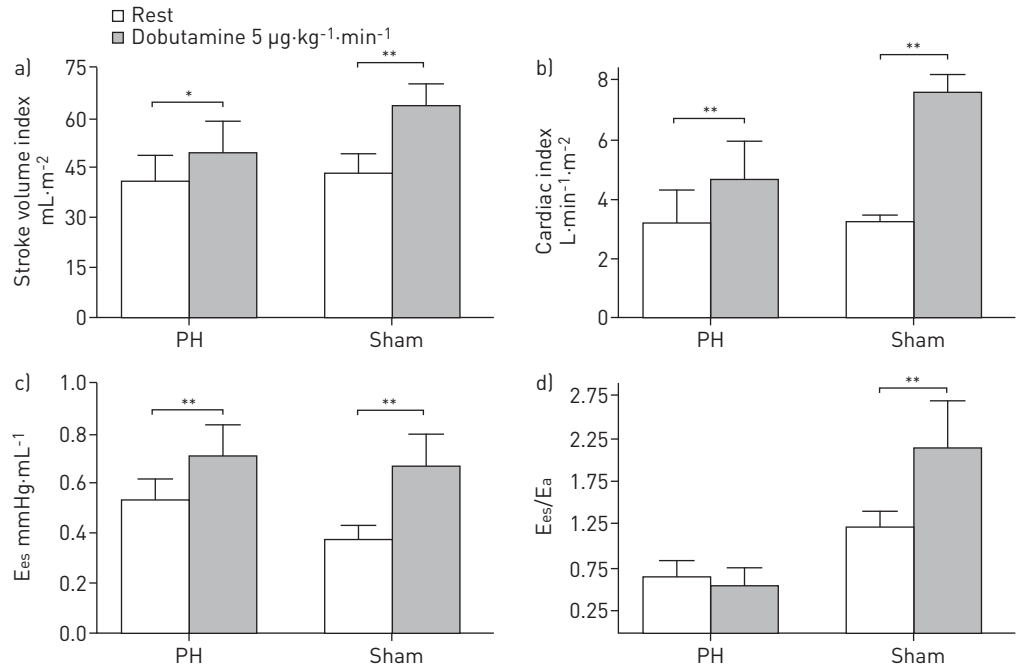 Rest
Dobutamine 5 µg·kg⁻¹·min⁻¹
a)
Stroke volume index
mL·m⁻²
75
60
45
30
15
0
*
**
PH
Sham
b)
Cardiac index
L·min⁻¹·m⁻²
8
6
4
2
0
**
**
PH
Sham
c)
Ees mmHg·mL⁻¹
1.0
0.8
0.6
0.4
0.2
0.0
**
**
PH
Sham
d)
Ees/Ea
2.75
2.25
1.75
1.25
0.75
0.25
**
PH
Sham